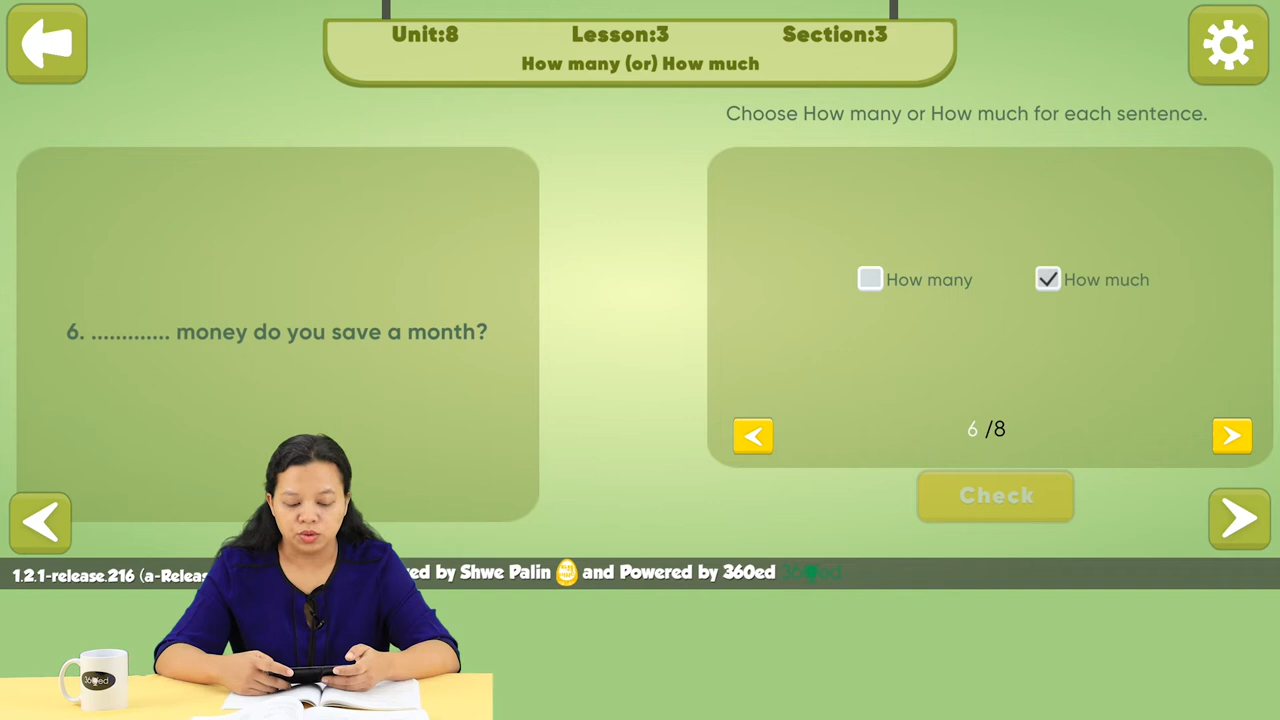 Unit:8 Lesson:3 Section:3
How many (or) How much
Choose How many or How much for each sentence.
6. ............. money do you save a month?
How many How much
6 /8
Check
1.2.1-release.216 (a-Releas
ed by Shwe Palin and Powered by 360ed 360ed
360ed